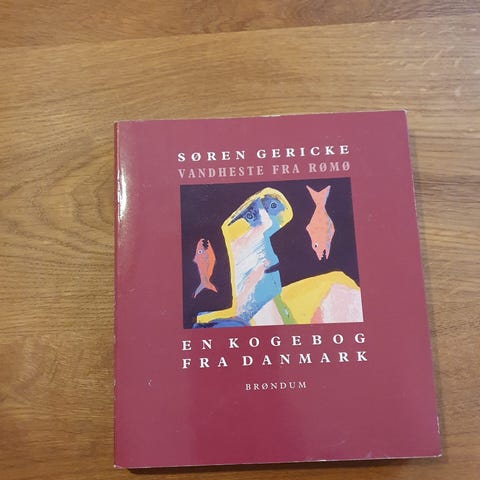 SØREN GERICKE
VANDHESTE FRA RØMØ
EN KOGEBOG
FRA DANMARK
BRØNDUM